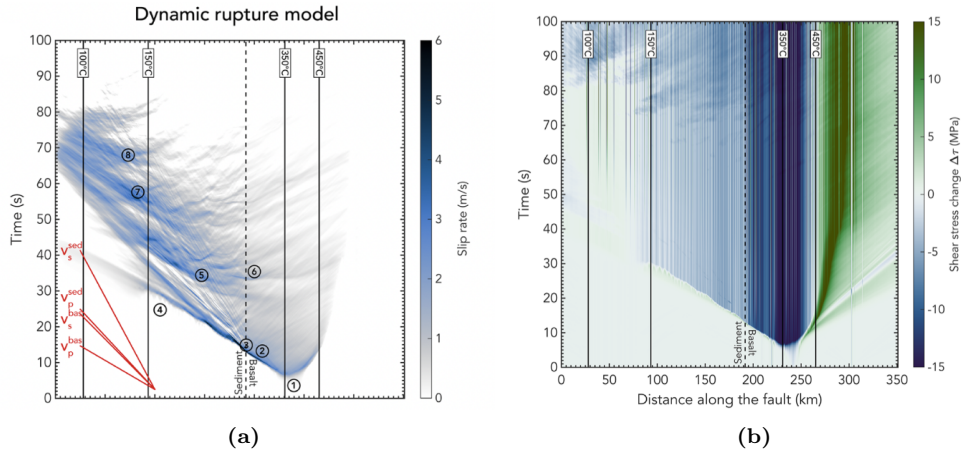 Dynamic rupture model
100
90
80
70
60
50
40
30
20
10
0
Time (s)
100°C
150°C
350°C
450°C
8
7
6
5
4
3
2
1
v_s^sed
v_p^sed
v_s^bas
v_p^bas
Sediment
Basalt
6
5
4
3
2
1
0
Slip rate (m/s)
(a)
100
90
80
70
60
50
40
30
20
10
0
Time (s)
100°C
150°C
350°C
450°C
Sediment
Basalt
0
50
100
150
200
250
300
350
Distance along the fault (km)
15
10
5
0
-5
-10
-15
Shear stress change Δτ (MPa)
(b)